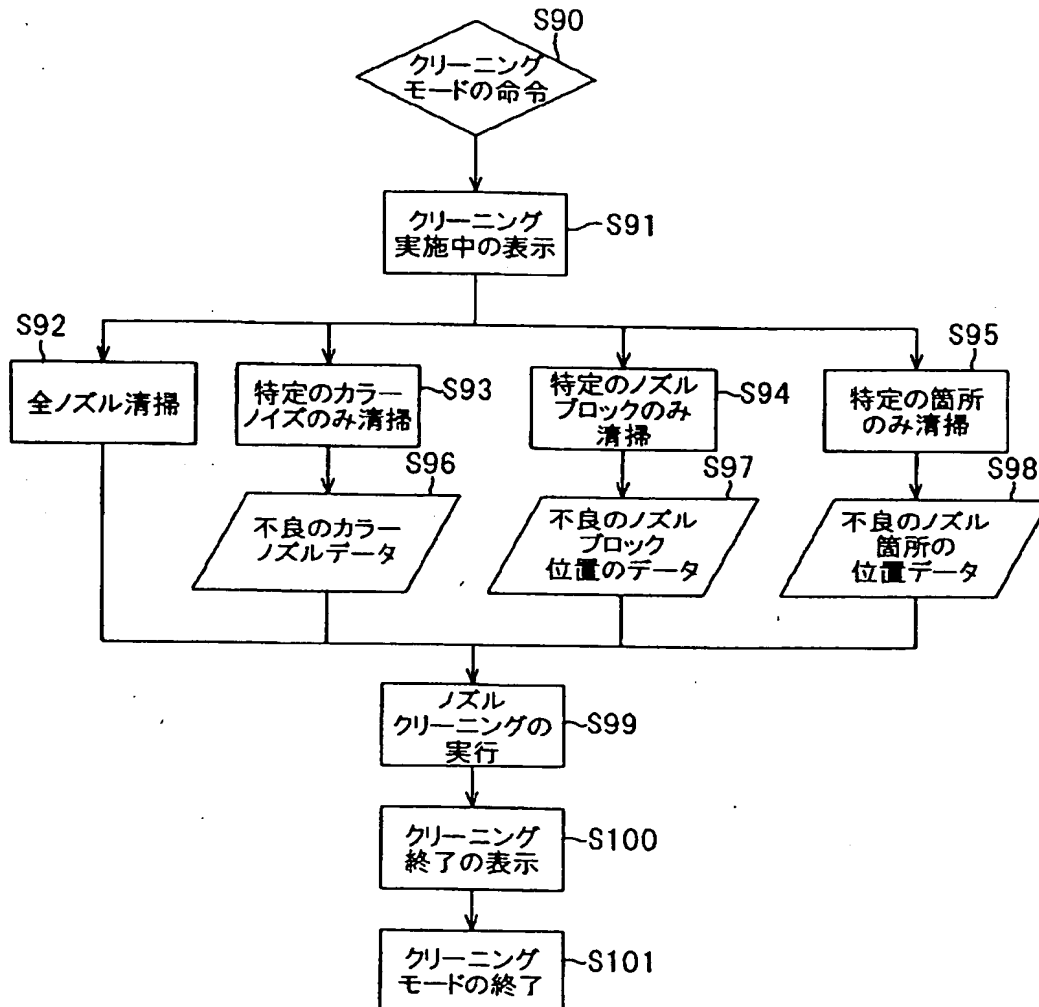 S90
クリーニング
モードの命令
クリーニング
実施中の表示
S91
S92
全ノズル清掃
特定のカラー
ノイズのみ清掃
S93
特定のノズル
ブロックのみ
清掃
S94
S95
特定の箇所
のみ清掃
S96
不良のカラー
ノズルデータ
S97
不良のノズル
ブロック
位置のデータ
S98
不良のノズル
箇所の
位置データ
ノズル
クリーニングの
実行
S99
クリーニング
終了の表示
S100
クリーニング
モードの終了
S101